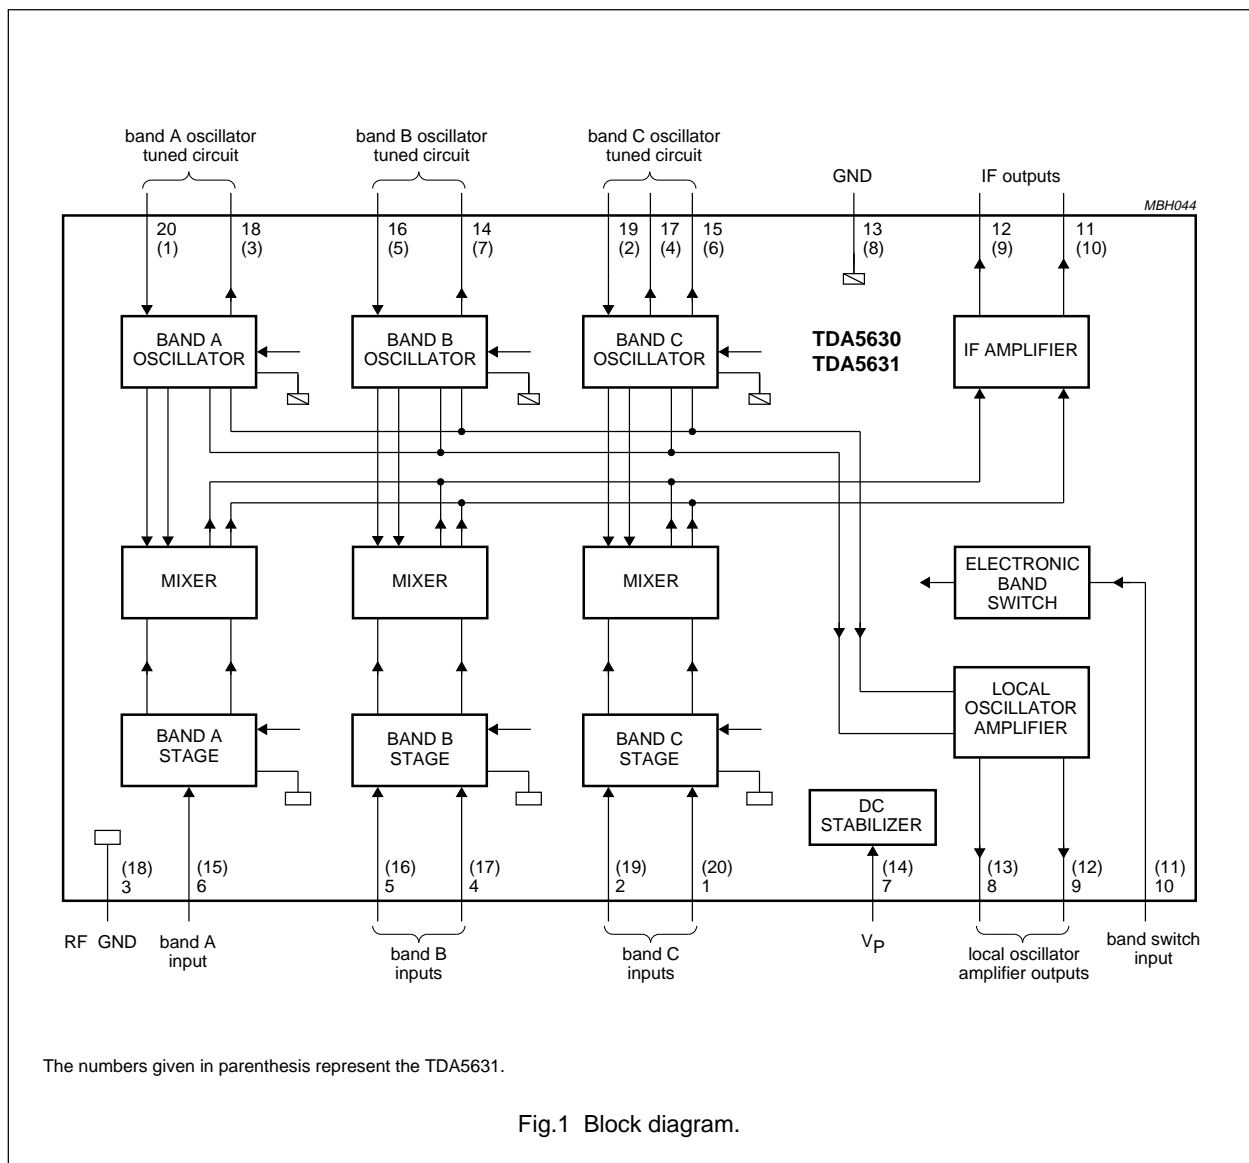 band A oscillator
tuned circuit
band B oscillator
tuned circuit
band C oscillator
tuned circuit
GND
IF outputs
MBH044
20
(1)
18
(3)
16
(5)
14
(7)
19
(2)
17
(4)
15
(6)
13
(8)
12
(9)
11
(10)
BAND A
OSCILLATOR
BAND B
OSCILLATOR
BAND C
OSCILLATOR
TDA5630
TDA5631
IF AMPLIFIER
MIXER
MIXER
MIXER
ELECTRONIC
BAND
SWITCH
BAND A
STAGE
BAND B
STAGE
BAND C
STAGE
LOCAL
OSCILLATOR
AMPLIFIER
DC
STABILIZER
(18)
3
(15)
6
(16)
5
(17)
4
(19)
2
(20)
1
(14)
7
(13)
8
(12)
9
(11)
10
RF GND
band A
input
band B
inputs
band C
inputs
VP
local oscillator
amplifier outputs
band switch
input
The numbers given in parenthesis represent the TDA5631.
Fig.1 Block diagram.